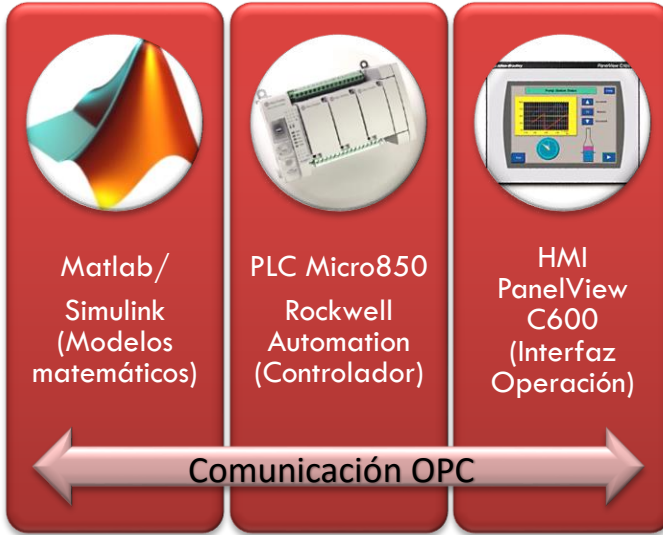 Matlab/
Simulink
(Modelos
matemáticos)
PLC Micro850
Rockwell
Automation
(Controlador)
HMI
PanelView
C600
(Interfaz
Operación)
Comunicación OPC